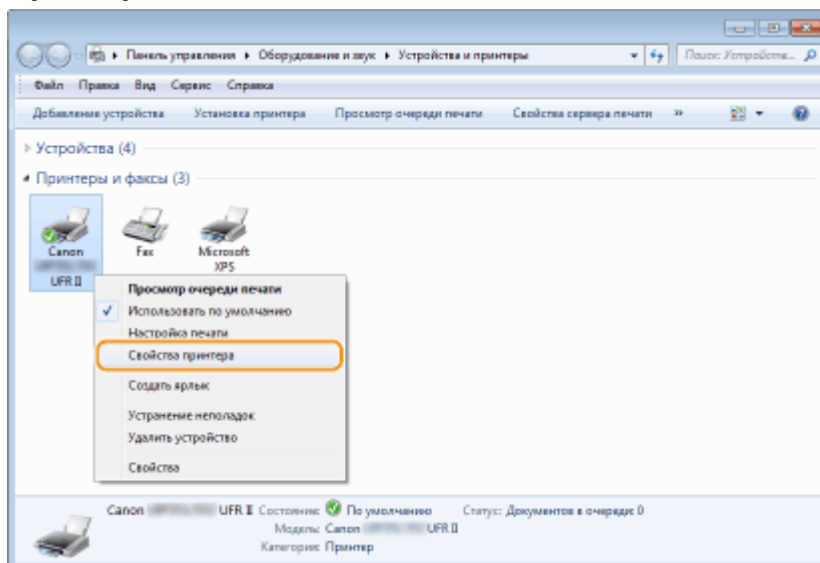 Панель управления ▸ Оборудование и звук ▸ Устройства и принтеры
Поиск: Устройств...
Файл Правка Вид Сервис Справка
Добавление устройства Установка принтера Просмотр очереди печати Свойства сервера печати »
Устройства (4)
Принтеры и факсы (3)
Canon
UFR II
Fax
Microsoft
XPS
Просмотр очереди печати
Использовать по умолчанию
Настройка печати
Свойства принтера
Создать ярлык
Устранение неполадок
Удалить устройство
Свойства
Canon UFR II Состояние: По умолчанию Статус: Документов в очереди: 0
Модель: Canon UFR II
Категория: Принтер